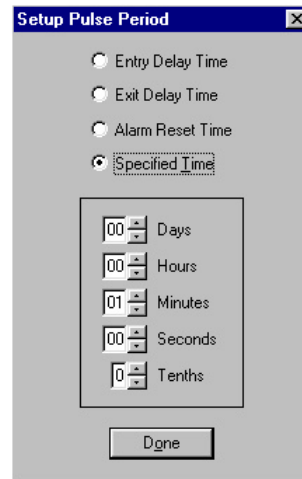 Setup Pulse Period
Entry Delay Time
Exit Delay Time
Alarm Reset Time
Specified Time
00 Days
00 Hours
01 Minutes
00 Seconds
0 Tenths
Done